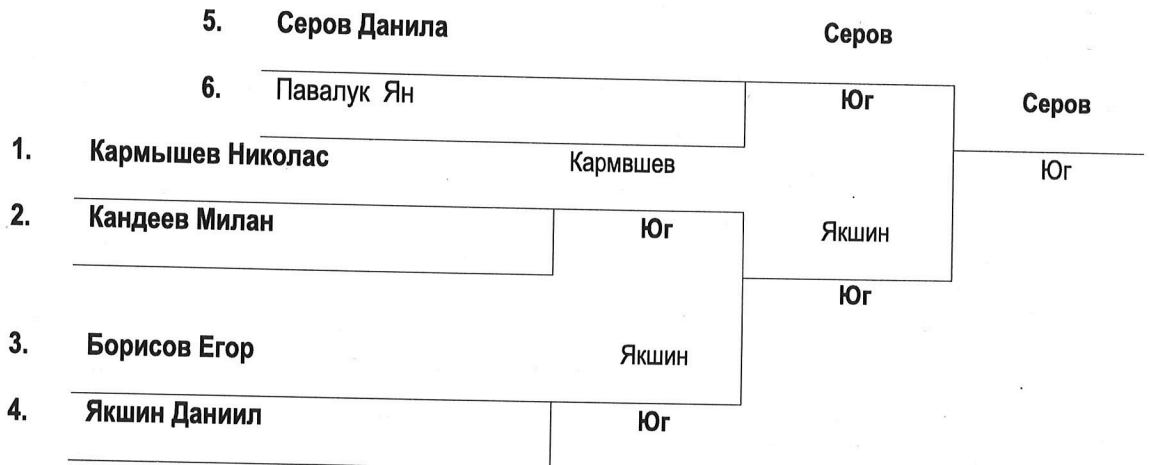 5. Серов Данила Серов
6. Павалук Ян Юг Серов
1. Кармышев Николас Кармвшев Юг
2. Кандеев Милан Юг Якшин
Юг
3. Борисов Егор Якшин
4. Якшин Даниил Юг